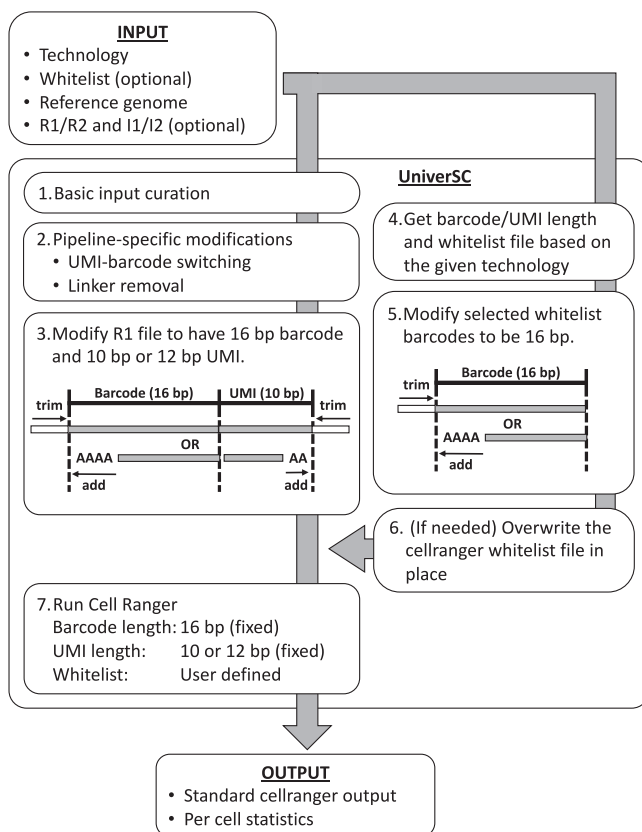 INPUT
• Technology
• Whitelist (optional)
• Reference genome
• R1/R2 and I1/I2 (optional)
UniverSC
1. Basic input curation
2. Pipeline-specific modifications
• UMI-barcode switching
• Linker removal
3. Modify R1 file to have 16 bp barcode
and 10 bp or 12 bp UMI.
Barcode (16 bp) UMI (10 bp)
trim trim
OR
AAAA AA
add add
4. Get barcode/UMI length
and whitelist file based on
the given technology
5. Modify selected whitelist
barcodes to be 16 bp.
Barcode (16 bp)
trim
OR
AAAA
add
6. (If needed) Overwrite the
cellranger whitelist file in
place
7. Run Cell Ranger
Barcode length: 16 bp (fixed)
UMI length: 10 or 12 bp (fixed)
Whitelist: User defined
OUTPUT
• Standard cellranger output
• Per cell statistics